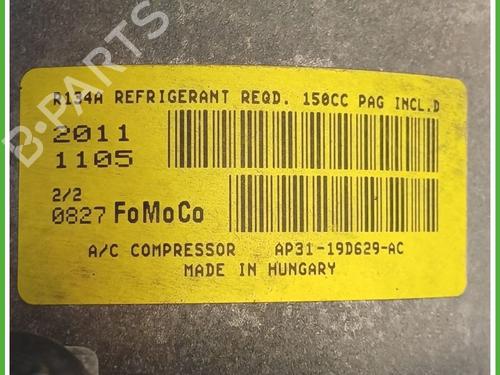 B-PARTS
R134A REFRIGERANT REQD. 150CC PAG INCL.D
2011
1105
2/2
0827 FoMoCo
A/C COMPRESSOR AP31-19D629-AC
MADE IN HUNGARY